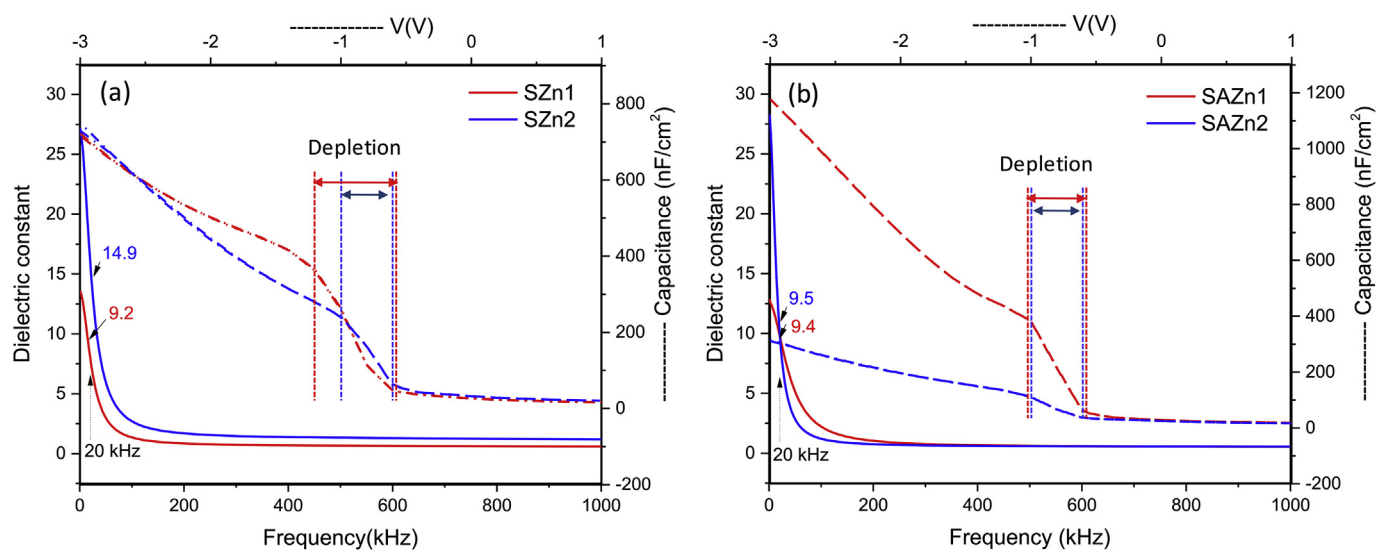 ---------- V(V)
-3 -2 -1 0 1
(a)
SZn1
SZn2
Depletion
14.9
9.2
20 kHz
Dielectric constant
30
25
20
15
10
5
0
800
600
400
200
0
-200
------ Capacitance (nF/cm²)
0 200 400 600 800 1000
Frequency(kHz)
---------- V(V)
-3 -2 -1 0 1
(b)
SAZn1
SAZn2
Depletion
9.5
9.4
20 kHz
Dielectric constant
30
25
20
15
10
5
0
1200
1000
800
600
400
200
0
-200
------ Capacitance (nF/cm²)
0 200 400 600 800 1000
Frequency (kHz)